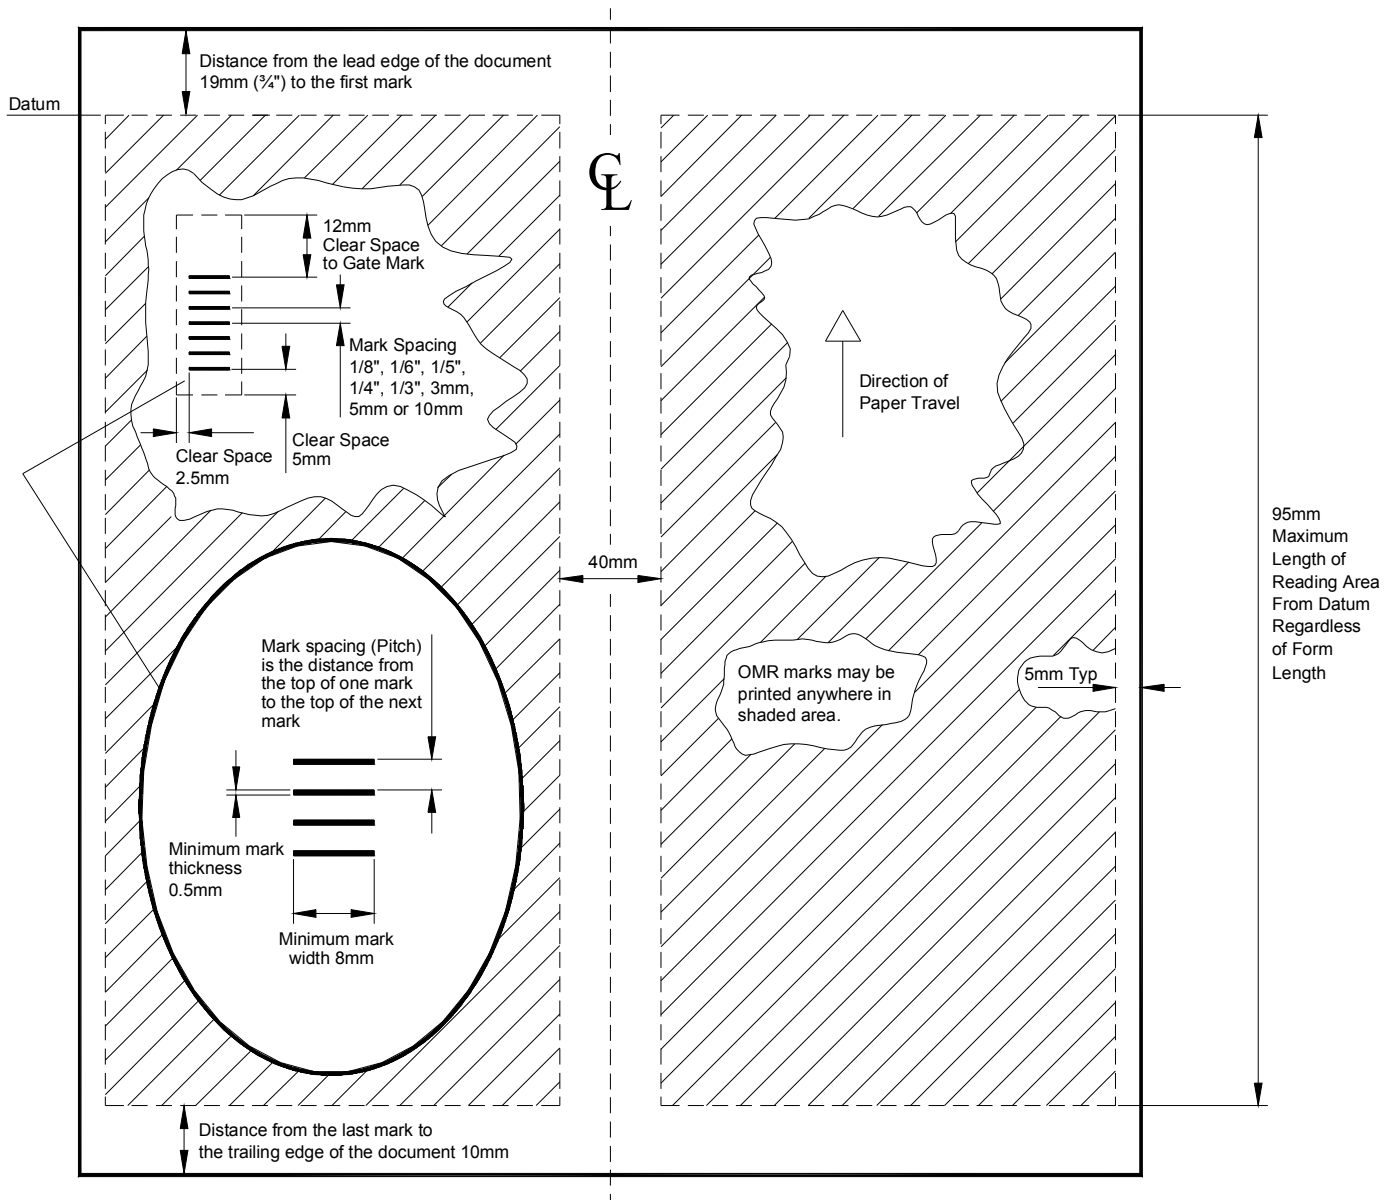 Distance from the lead edge of the document
19mm (¾") to the first mark
Datum
℄
12mm
Clear Space
to Gate Mark
Mark Spacing
1/8", 1/6", 1/5",
1/4", 1/3", 3mm,
5mm or 10mm
Clear Space
5mm
Clear Space
2.5mm
Direction of
Paper Travel
40mm
95mm
Maximum
Length of
Reading Area
From Datum
Regardless
of Form
Length
Mark spacing (Pitch)
is the distance from
the top of one mark
to the top of the next
mark
OMR marks may be
printed anywhere in
shaded area.
5mm Typ
Minimum mark
thickness
0.5mm
Minimum mark
width 8mm
Distance from the last mark to
the trailing edge of the document 10mm